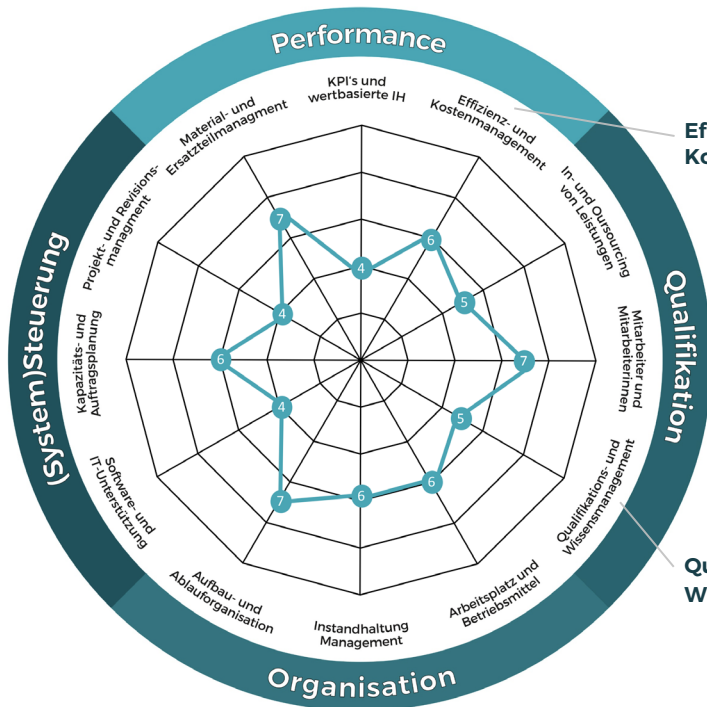 Performance
KPI's und
wertbasierte IH
Effizienz- und
Kostenmanagement
In- und Oursourcing
von Leistungen
Mitarbeiter und
Mitarbeiterinnen
Qualifikations- und
Wissensmanagement
Arbeitsplatz und
Betriebsmittel
Instandhaltung
Management
Aufbau- und
Ablauforganisation
Software- und
IT-Unterstützung
Kapazitäts- und
Auftragsplanung
Projekt- und Revisions-
managment
Material- und
Ersatzteilmanagment
Qualifikation
Organisation
(System)Steuerung
4
6
5
7
5
6
6
7
4
6
4
7
Ef
Ko
Qu
W